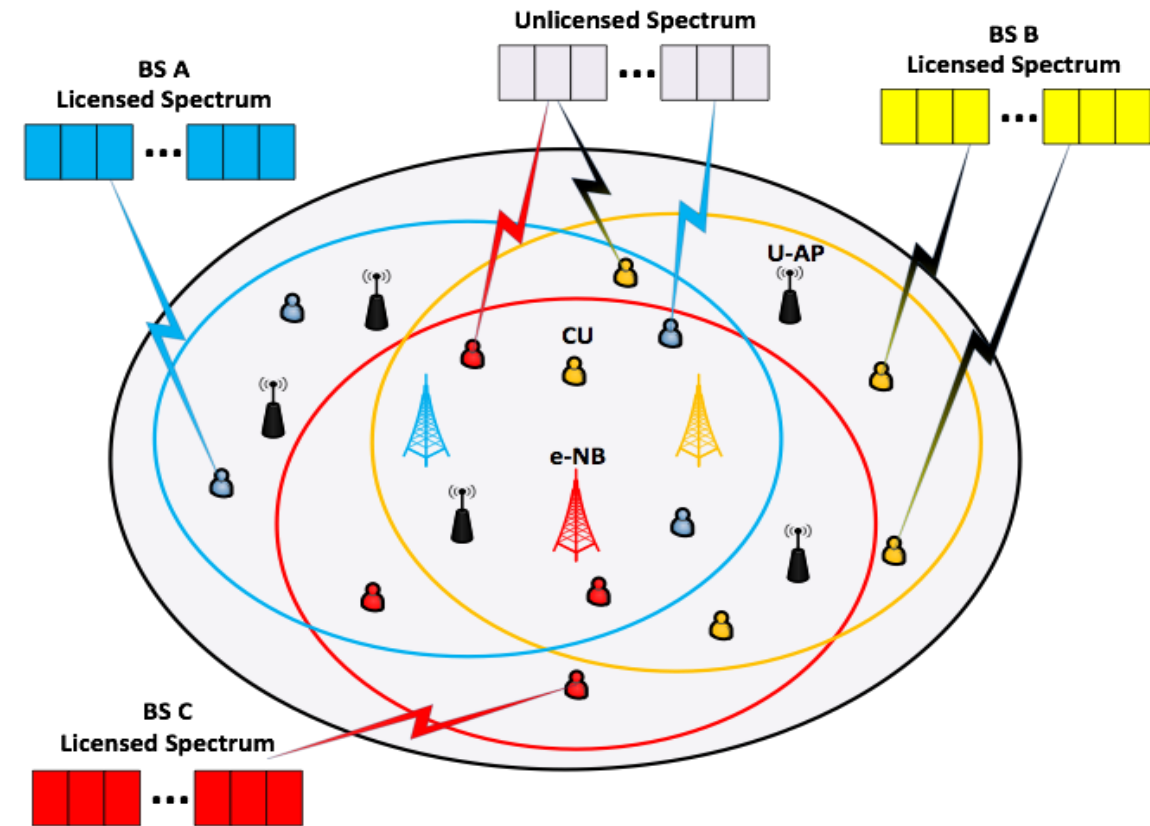 Unlicensed Spectrum
BS A
Licensed Spectrum
BS B
Licensed Spectrum
U-AP
CU
e-NB
BS C
Licensed Spectrum